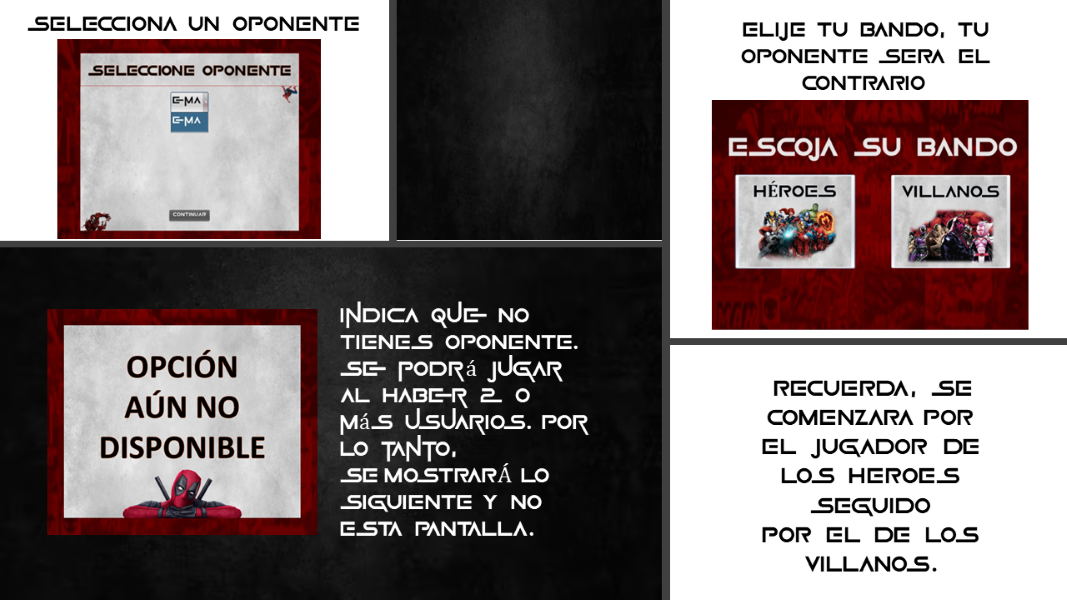 SELECCIONA UN OPONENTE
SELECCIONE OPONENTE
E-MA
E-MA
CONTINUAR
ELIJE TU BANDO, TU
OPONENTE SERA EL
CONTRARIO
ESCOJA SU BANDO
HÉROES
VILLANOS
OPCIÓN
AÚN NO
DISPONIBLE
INDICA QUE NO
TIENES OPONENTE.
SE PODRá JUGAR
AL HABER 2 O
MáS USUARIOS. POR
LO TANTO,
SE MOSTRARÁ LO
SIGUIENTE Y NO
ESTA PANTALLA.
RECUERDA, SE
COMENZARA POR
EL JUGADOR DE
LOS HEROES
SEGUIDO
POR EL DE LOS
VILLANOS.